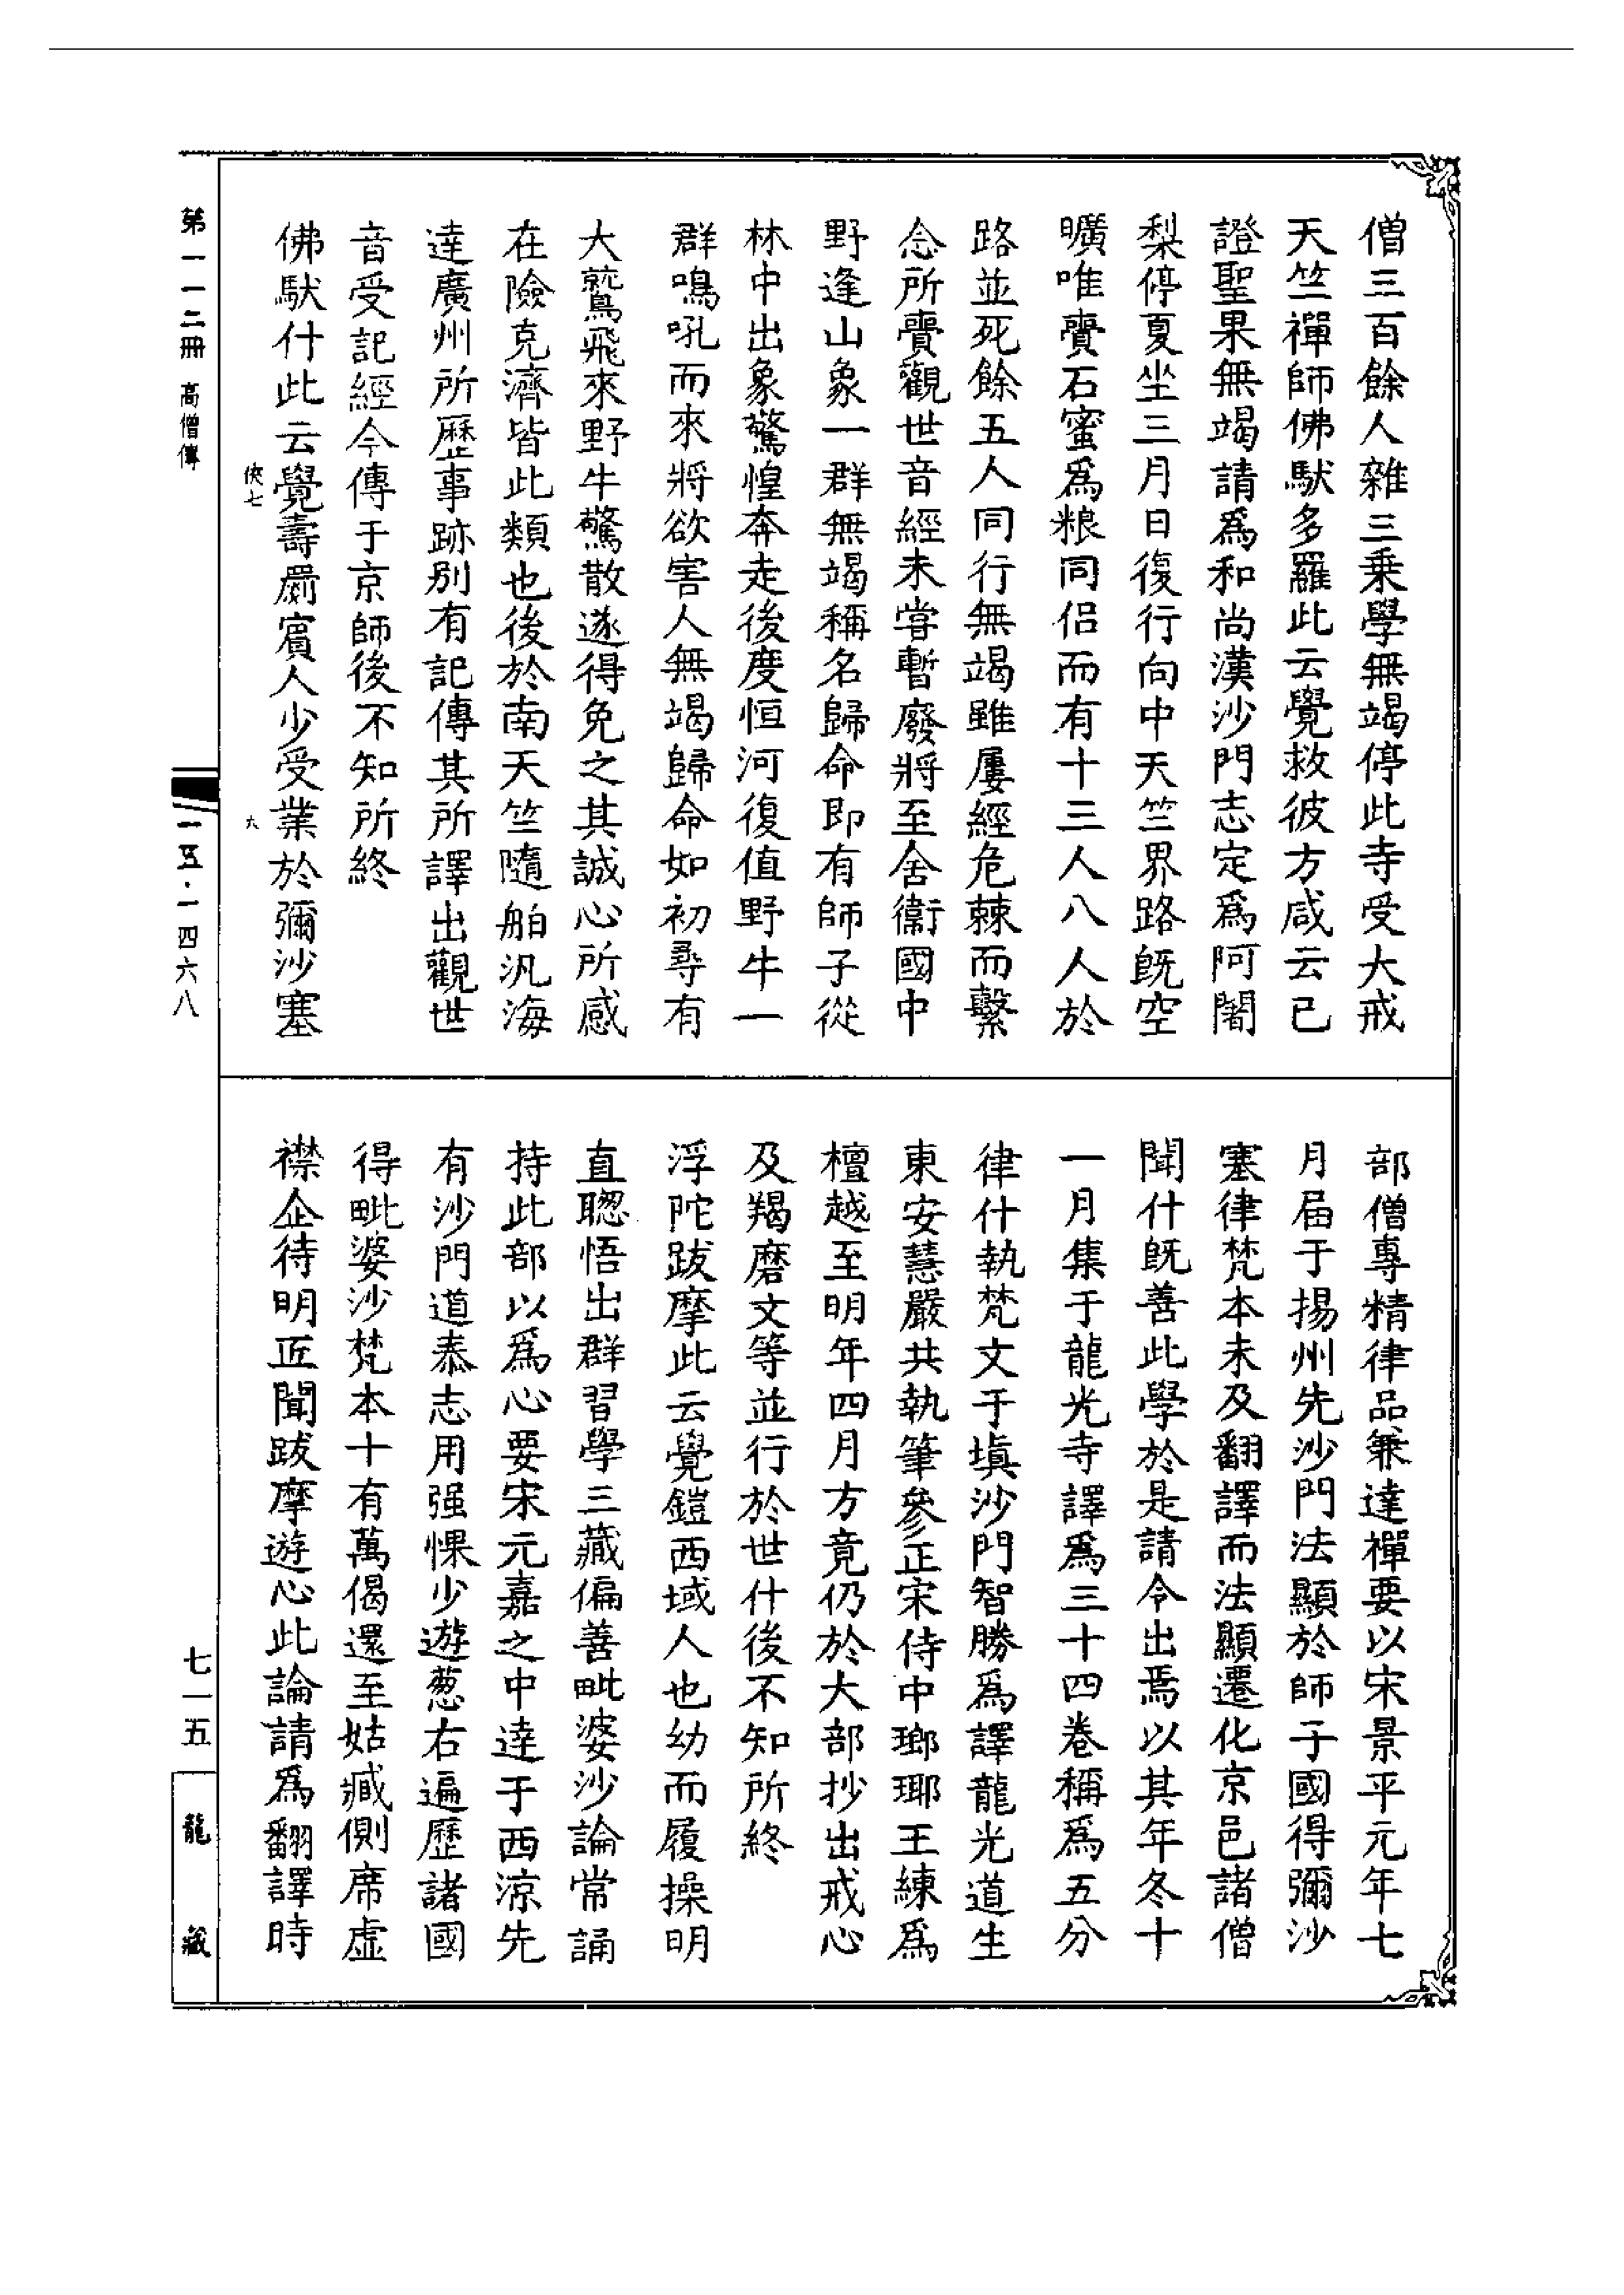 僧三百餘人雜三乗學無竭停此寺受大戒
天竺禪師佛馱多羅此云覺救彼方咸云已
證聖果無竭請爲和尚漢沙門志定爲阿闍
梨停夏坐三月日復行向中天竺界路旣空
曠唯賷石蜜爲粮同侣而有十三人八人於
路並死餘五人同行無竭雖屢經危棘而繫
念所賷觀世音經未甞暫廢將至舍衛國中
野逢山象一群無竭稱名歸命即有師子從
林中出象驚惶奔走後度恒河復值野牛一
群鳴吼而來將欲害人無竭歸命如初尋有
大鷲飛來野牛驚散遂得免之其誠心所感
在險克濟皆此類也後於南天竺隨舶汎海
達廣州所歷事跡別有記傳其所譯出觀世
音受記經今傳于京師後不知所終
佛馱什此云覺壽罽賓人少受業於彌沙塞
部僧專精律品兼達禪要以宋景平元年七
月屆于揚州先沙門法顯於師子國得彌沙
塞律梵本未及翻譯而法顯遷化京邑諸僧
聞什旣善此學於是請令出焉以其年冬十
一月集于龍光寺譯爲三十四卷稱爲五分
律什執梵文于塡沙門智勝爲譯龍光道生
東安慧嚴共執筆參正宋侍中瑯琊王練爲
檀越至明年四月方竟仍於大部抄出戒心
及羯磨文等並行於世什後不知所終
浮陀跋摩此云覺鎧西域人也幼而履操明
直聰悟出群習學三藏偏善毗婆沙論常誦
持此部以爲心要宋元嘉之中達于西涼先
有沙門道泰志用强愲少遊葱右遍歷諸國
得毗婆沙梵本十有萬偈還至姑臧側席虛
襟企待明匠聞跋摩遊心此論請爲翻譯時
第一一二冊 高僧傳
俠七
六
一五·一四六八
七一五
龍藏